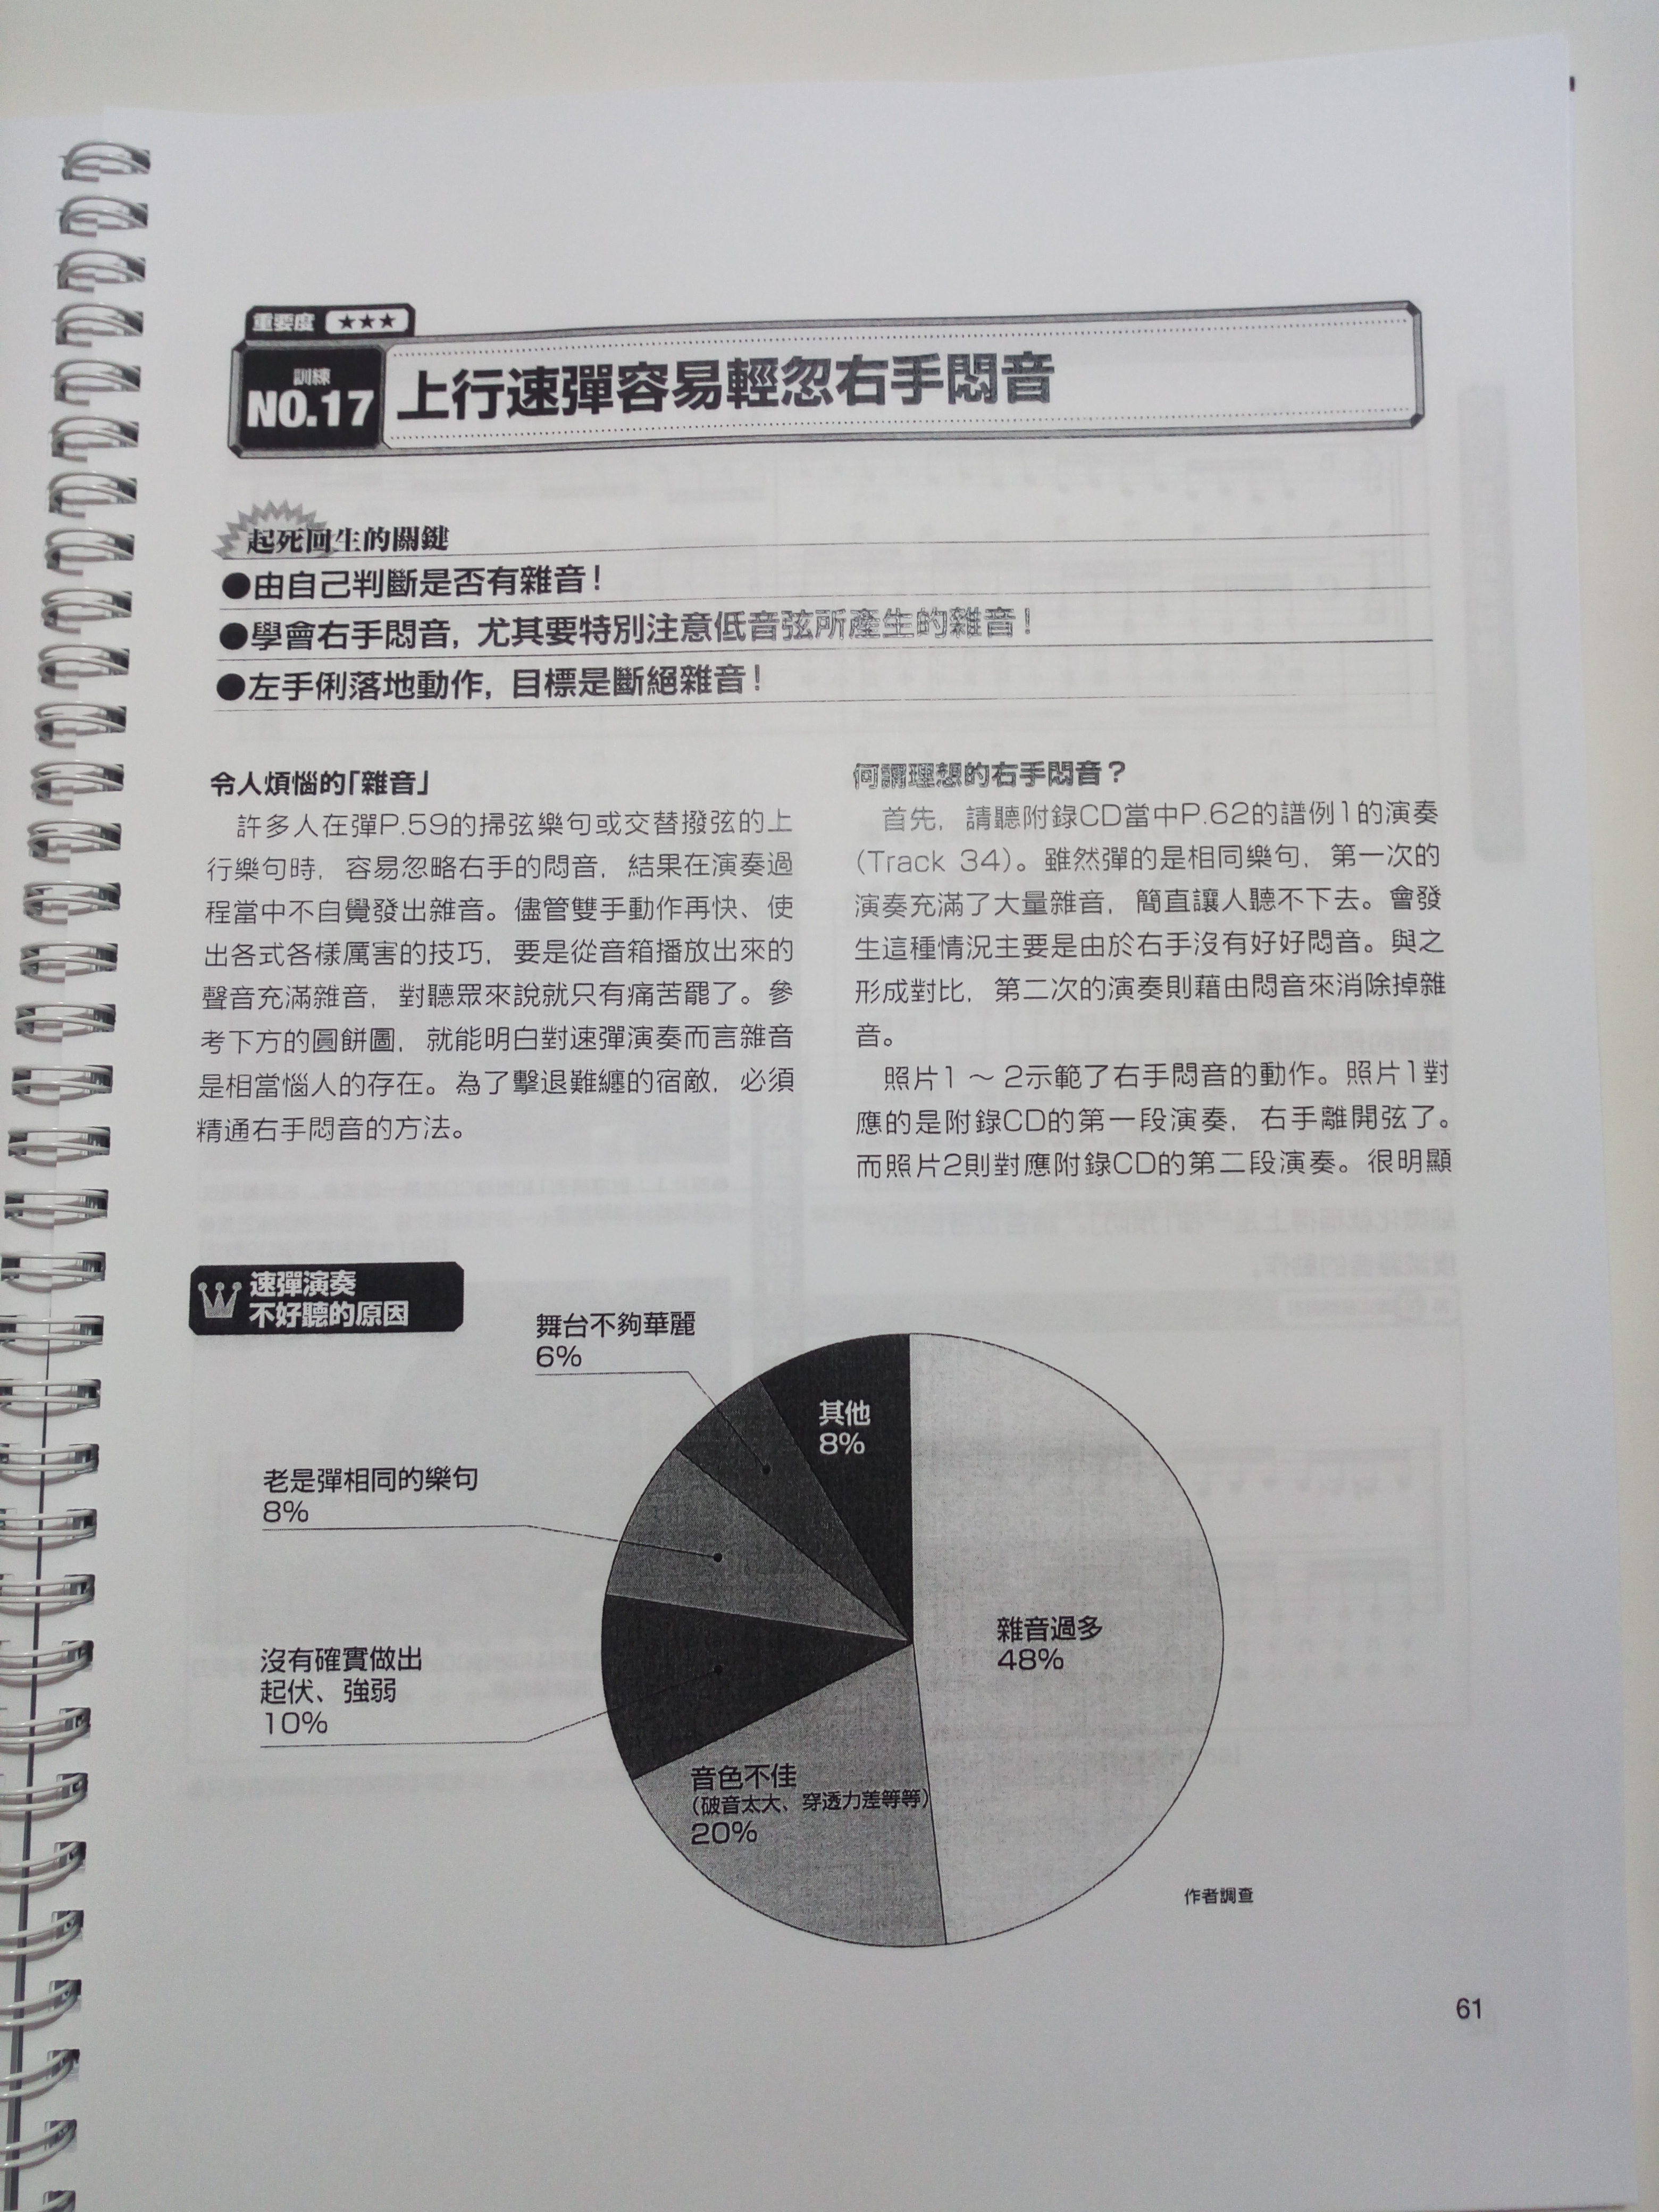 重要度 ★★★
訓練
NO.17
上行速彈容易輕忽右手悶音
起死回生的關鍵
●由自己判斷是否有雜音！
●學會右手悶音，尤其要特別注意低音弦所產生的雜音！
●左手俐落地動作，目標是斷絕雜音！
令人煩惱的「雜音」
許多人在彈P.59的掃弦樂句或交替撥弦的上
行樂句時，容易忽略右手的悶音，結果在演奏過
程當中不自覺發出雜音。儘管雙手動作再快、使
出各式各樣厲害的技巧，要是從音箱播放出來的
聲音充滿雜音，對聽眾來說就只有痛苦罷了。參
考下方的圓餅圖，就能明白對速彈演奏而言雜音
是相當惱人的存在。為了擊退難纏的宿敵，必須
精通右手悶音的方法。
何謂理想的右手悶音？
首先，請聽附錄CD當中P.62的譜例1的演奏
(Track 34)。雖然彈的是相同樂句，第一次的
演奏充滿了大量雜音，簡直讓人聽不下去。會發
生這種情況主要是由於右手沒有好好悶音。與之
形成對比，第二次的演奏則藉由悶音來消除掉雜
音。
照片1～2示範了右手悶音的動作。照片1對
應的是附錄CD的第一段演奏，右手離開弦了。
而照片2則對應附錄CD的第二段演奏。很明顯
速彈演奏
不好聽的原因
舞台不夠華麗
6%
其他
8%
老是彈相同的樂句
8%
雜音過多
48%
沒有確實做出
起伏、強弱
10%
音色不佳
(破音太大、穿透力差等等)
20%
作者調查
61